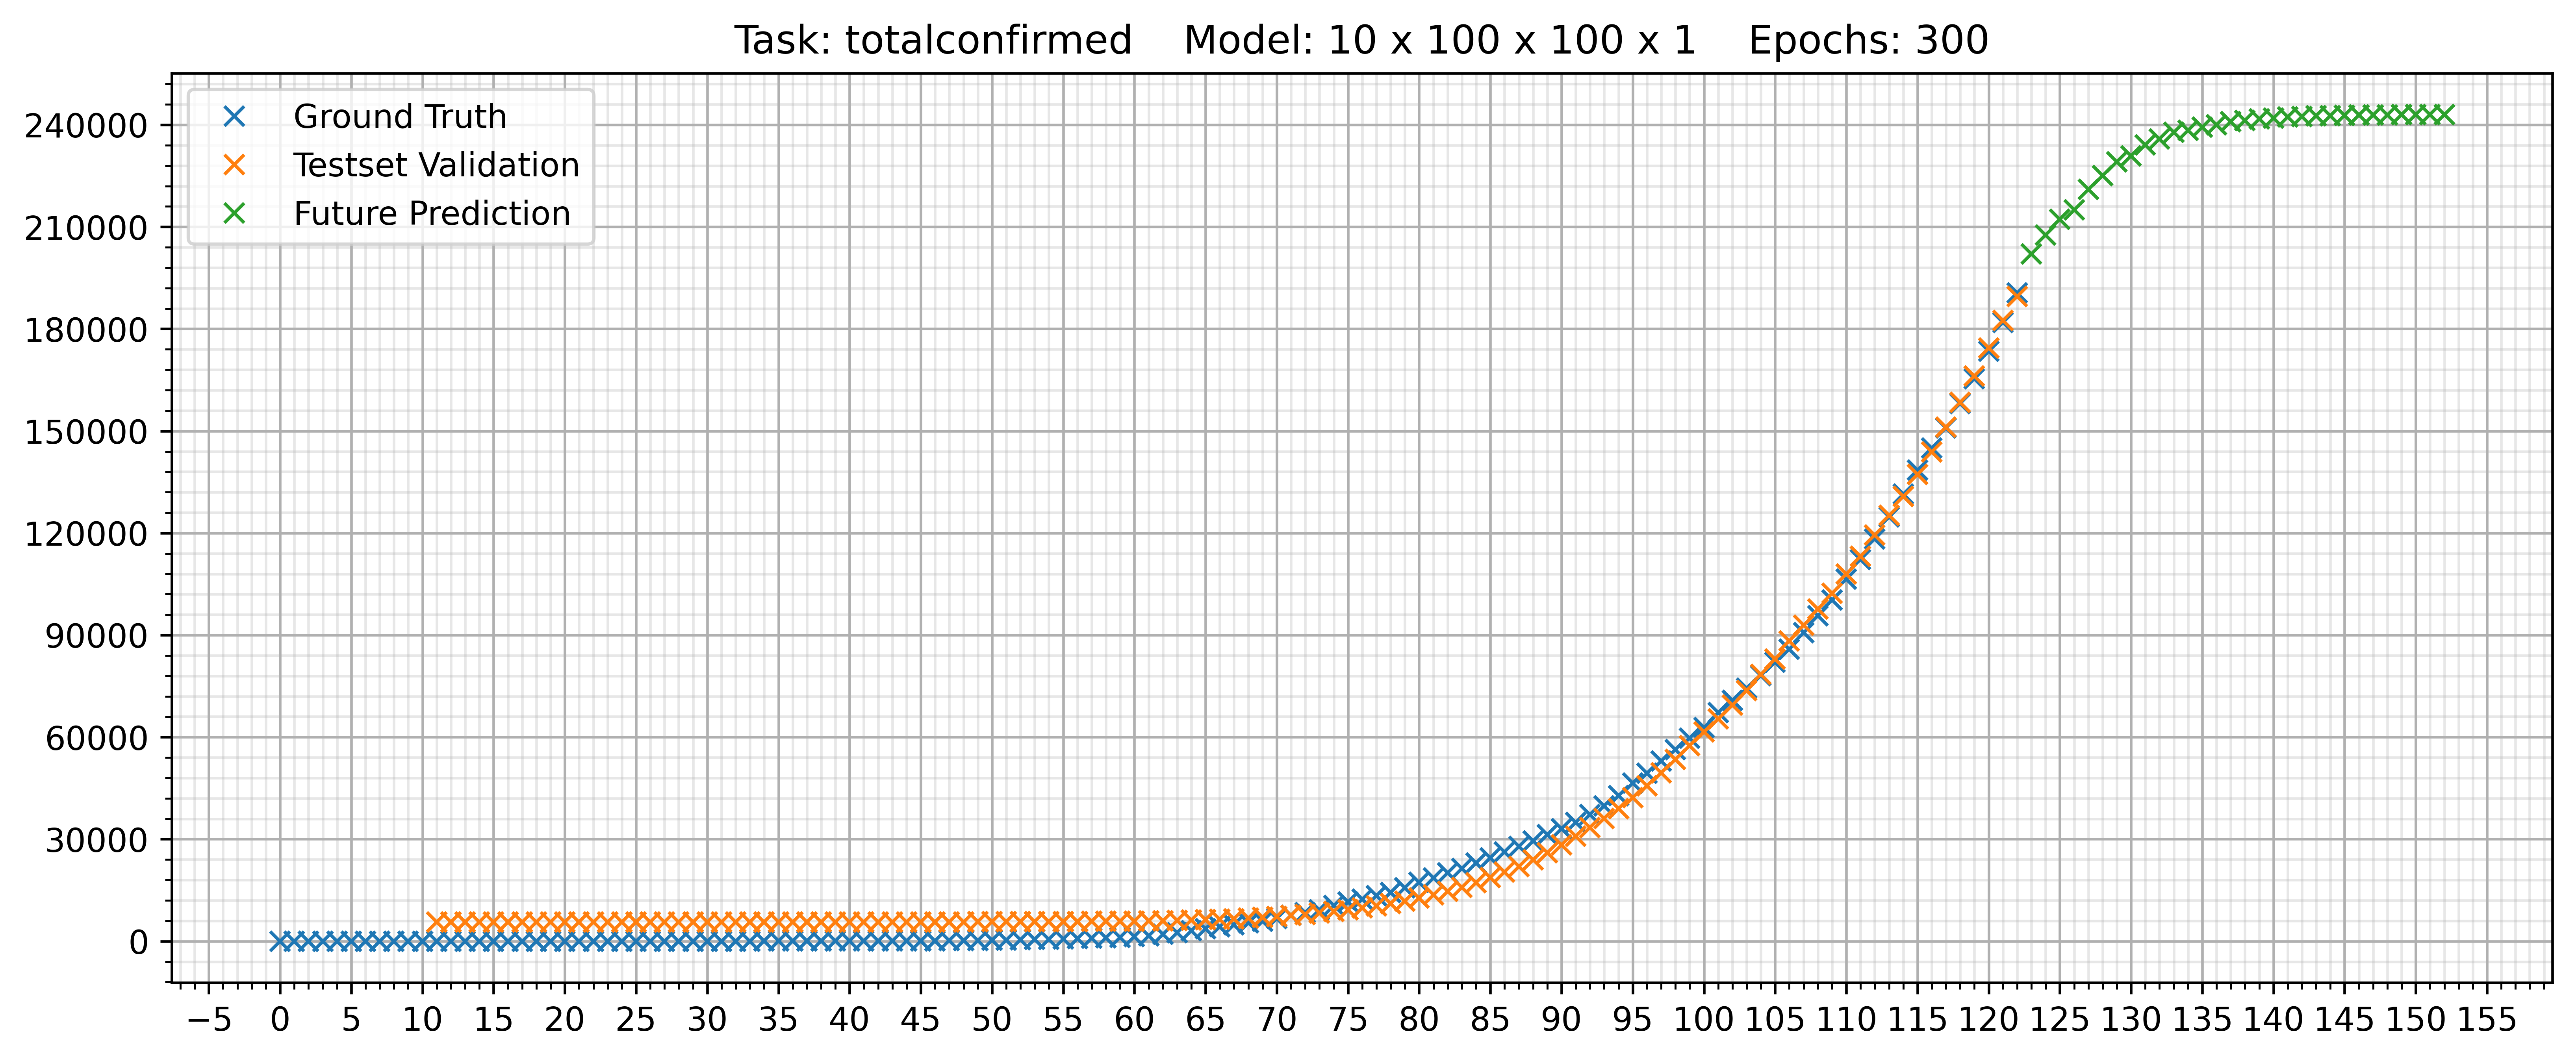 Task: totalconfirmed    Model: 10 x 100 x 100 x 1    Epochs: 300
Ground Truth
Testset Validation
Future Prediction
240000
210000
180000
150000
120000
90000
60000
30000
0
−5 0 5 10 15 20 25 30 35 40 45 50 55 60 65 70 75 80 85 90 95 100 105 110 115 120 125 130 135 140 145 150 155